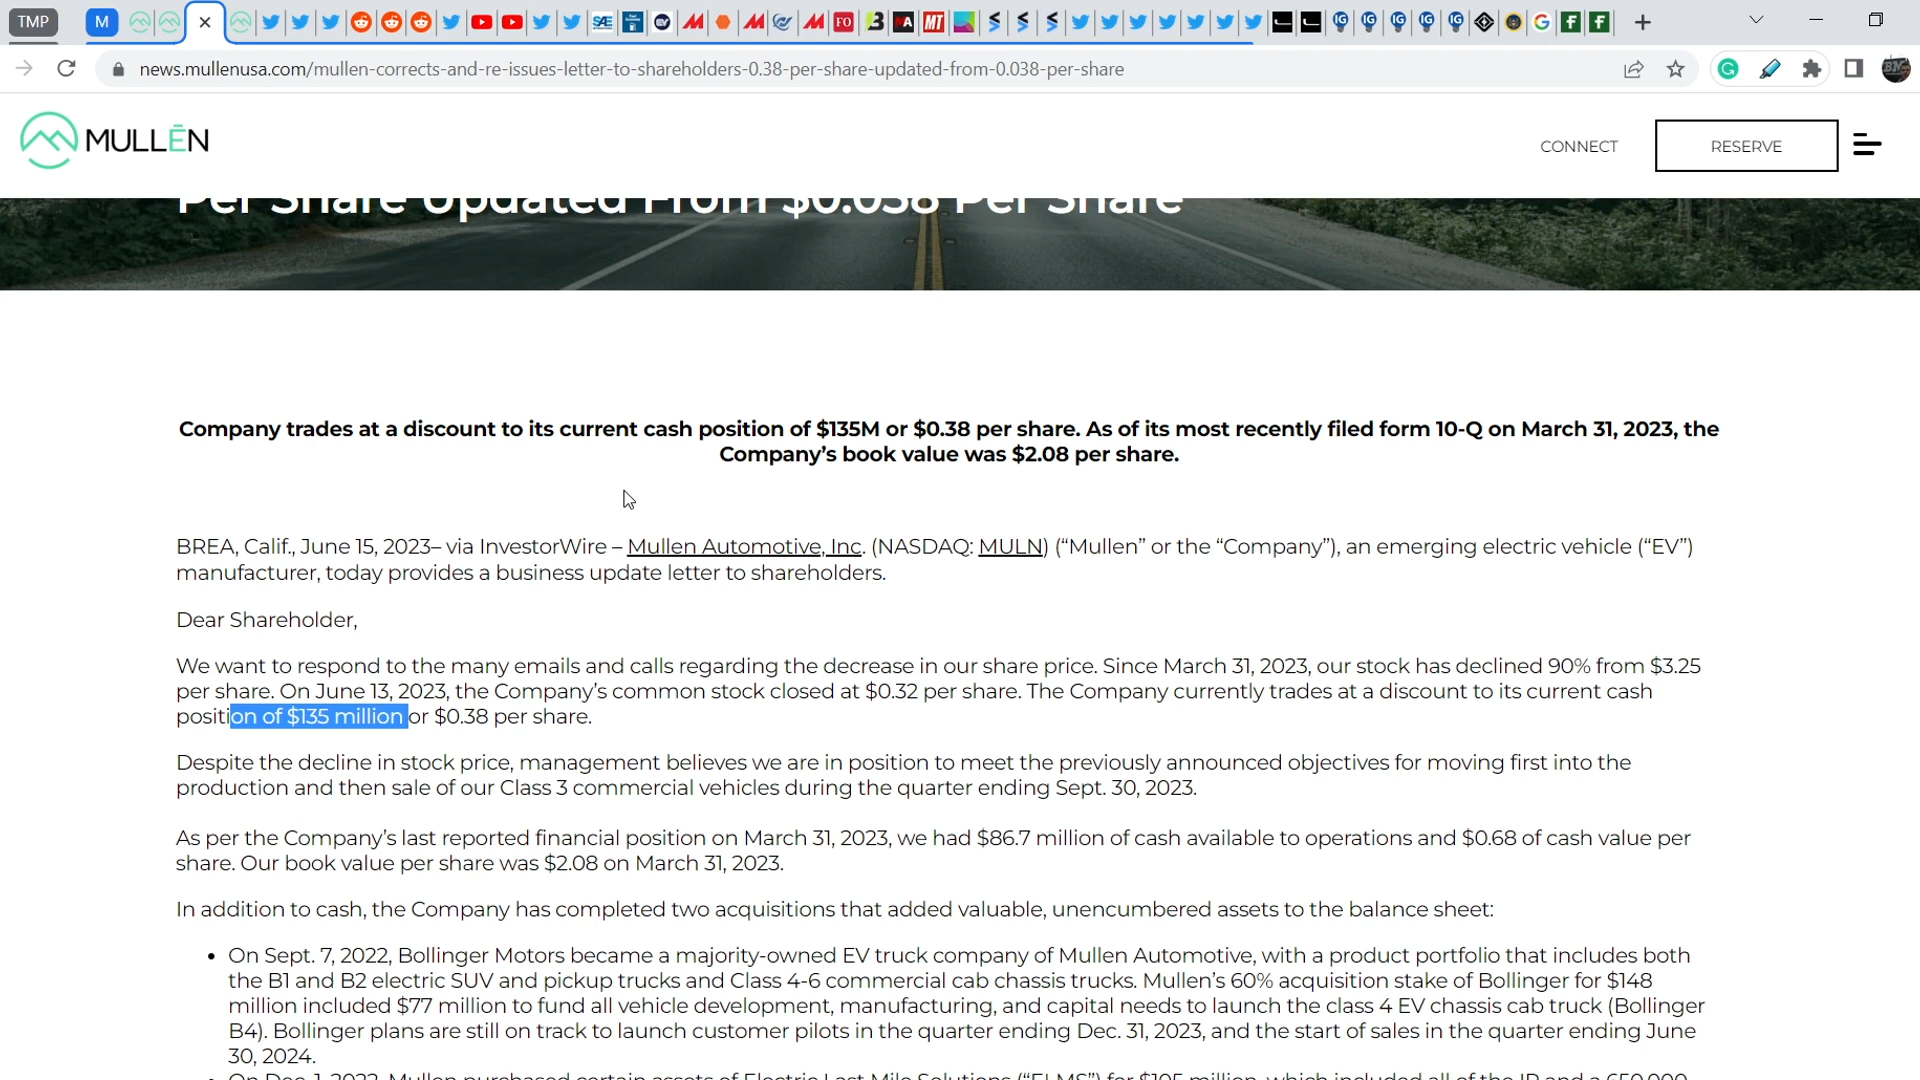 TMP
M
SAE
FO
MT
IG
IG
IG
IG
IG
G
news.mullenusa.com/mullen-corrects-and-re-issues-letter-to-shareholders-0.38-per-share-updated-from-0.038-per-share
MULLĒN
CONNECT
RESERVE
Per Share Updated From $0.038 Per Share
Company trades at a discount to its current cash position of $135M or $0.38 per share. As of its most recently filed form 10-Q on March 31, 2023, the
Company’s book value was $2.08 per share.
BREA, Calif., June 15, 2023– via InvestorWire – Mullen Automotive, Inc. (NASDAQ: MULN) (“Mullen” or the “Company”), an emerging electric vehicle (“EV”)
manufacturer, today provides a business update letter to shareholders.
Dear Shareholder,
We want to respond to the many emails and calls regarding the decrease in our share price. Since March 31, 2023, our stock has declined 90% from $3.25
per share. On June 13, 2023, the Company’s common stock closed at $0.32 per share. The Company currently trades at a discount to its current cash
position of $135 million or $0.38 per share.
Despite the decline in stock price, management believes we are in position to meet the previously announced objectives for moving first into the
production and then sale of our Class 3 commercial vehicles during the quarter ending Sept. 30, 2023.
As per the Company’s last reported financial position on March 31, 2023, we had $86.7 million of cash available to operations and $0.68 of cash value per
share. Our book value per share was $2.08 on March 31, 2023.
In addition to cash, the Company has completed two acquisitions that added valuable, unencumbered assets to the balance sheet:
• On Sept. 7, 2022, Bollinger Motors became a majority-owned EV truck company of Mullen Automotive, with a product portfolio that includes both
the B1 and B2 electric SUV and pickup trucks and Class 4-6 commercial cab chassis trucks. Mullen’s 60% acquisition stake of Bollinger for $148
million included $77 million to fund all vehicle development, manufacturing, and capital needs to launch the class 4 EV chassis cab truck (Bollinger
B4). Bollinger plans are still on track to launch customer pilots in the quarter ending Dec. 31, 2023, and the start of sales in the quarter ending June
30, 2024.
• On Dec. 1, 2022, Mullen purchased certain assets of Electric Last Mile Solutions (“ELMS”) for $105 million, which included all of the IP and a 650,000